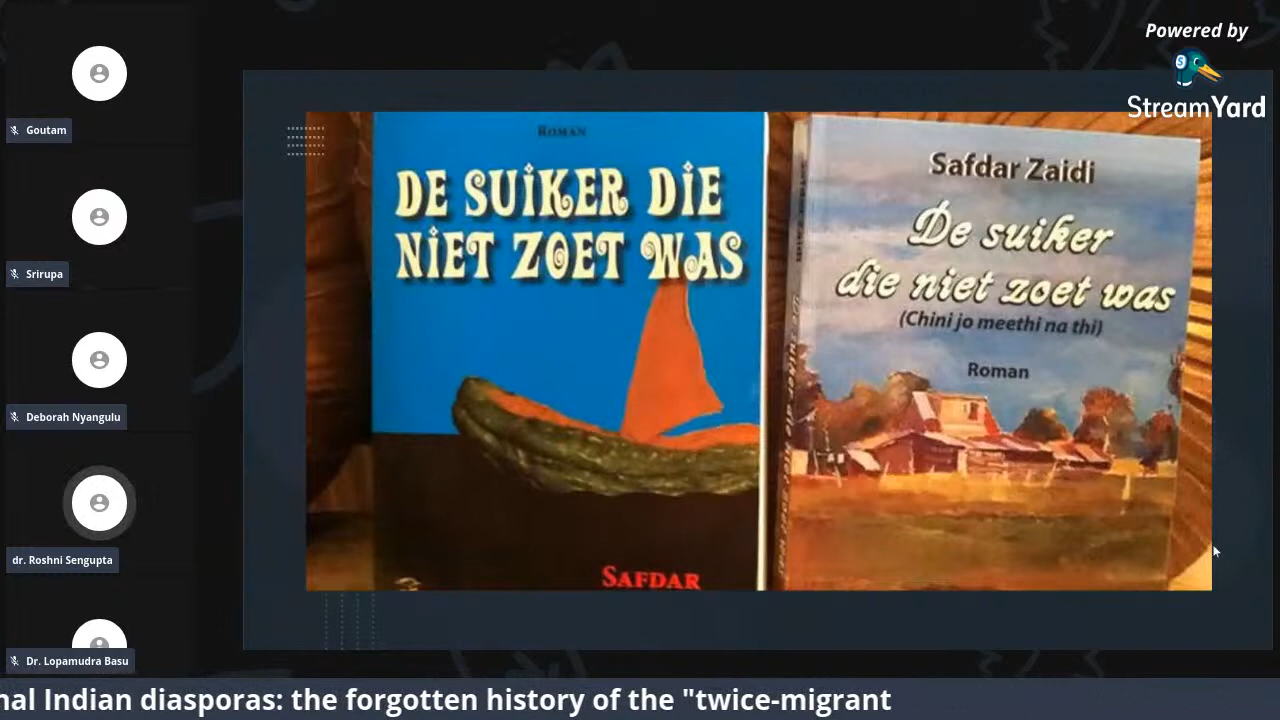 Powered by
StreamYard
Goutam
Srirupa
Deborah Nyangulu
dr. Roshni Sengupta
Dr. Lopamudra Basu
ROMAN
DE SUIKER DIE
NIET ZOET WAS
SAFDAR
Safdar Zaidi
De suiker
die niet zoet was
(Chini jo meethi na thi)
Roman
nal Indian diasporas: the forgotten history of the "twice-migrant